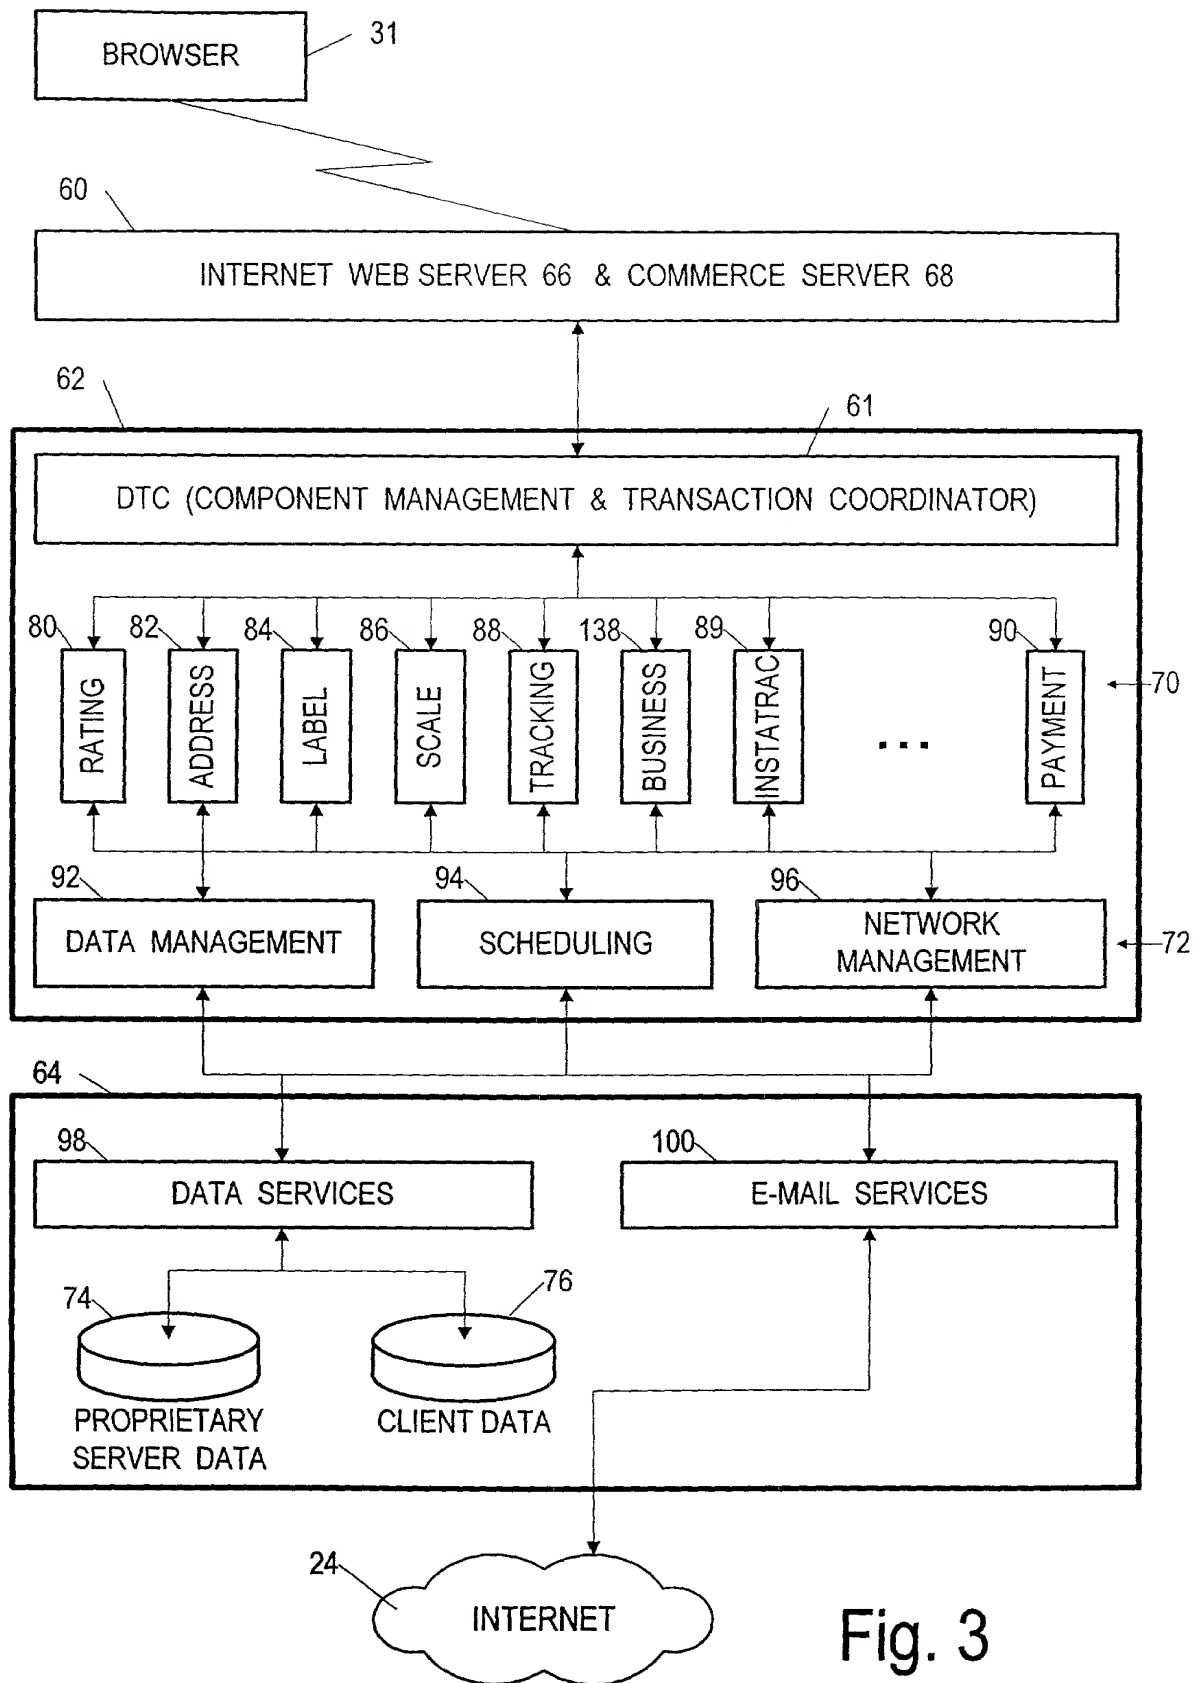 BROWSER
31
60
INTERNET WEB SERVER 66 & COMMERCE SERVER 68
62
61
DTC (COMPONENT MANAGEMENT & TRANSACTION COORDINATOR)
80
82
84
86
88
138
89
90
RATING
ADDRESS
LABEL
SCALE
TRACKING
BUSINESS
INSTATRAC
...
PAYMENT
70
92
94
96
DATA MANAGEMENT
SCHEDULING
NETWORK
MANAGEMENT
72
64
98
100
DATA SERVICES
E-MAIL SERVICES
74
76
PROPRIETARY
SERVER DATA
CLIENT DATA
24
INTERNET
Fig. 3